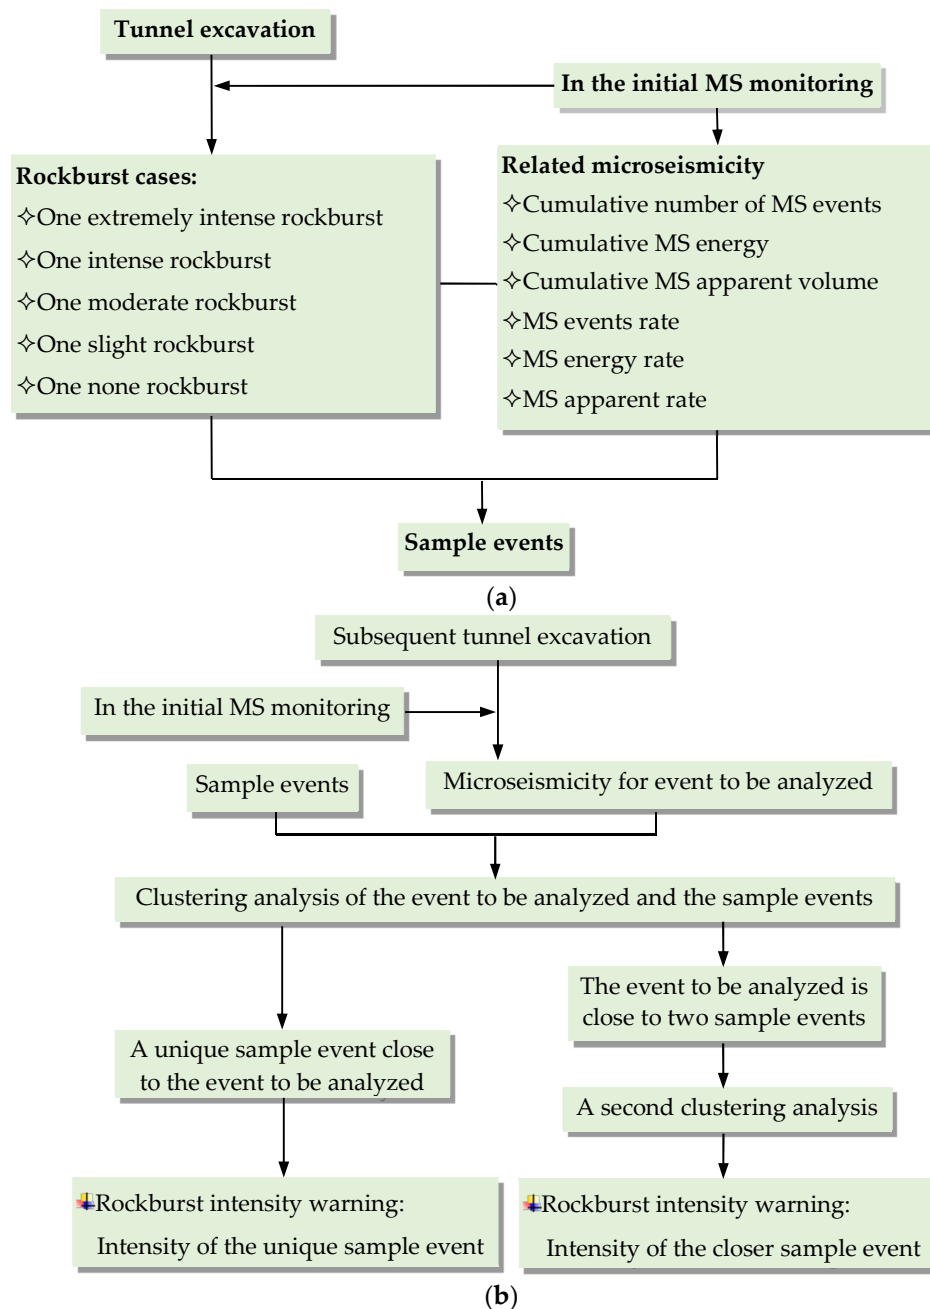 Tunnel excavation
In the initial MS monitoring
Rockburst cases:
✧One extremely intense rockburst
✧One intense rockburst
✧One moderate rockburst
✧One slight rockburst
✧One none rockburst
Related microseismicity
✧Cumulative number of MS events
✧Cumulative MS energy
✧Cumulative MS apparent volume
✧MS events rate
✧MS energy rate
✧MS apparent rate
Sample events
(a)
Subsequent tunnel excavation
In the initial MS monitoring
Sample events
Microseismicity for event to be analyzed
Clustering analysis of the event to be analyzed and the sample events
The event to be analyzed is
close to two sample events
A unique sample event close
to the event to be analyzed
A second clustering analysis
Rockburst intensity warning:
Intensity of the unique sample event
Rockburst intensity warning:
Intensity of the closer sample event
(b)